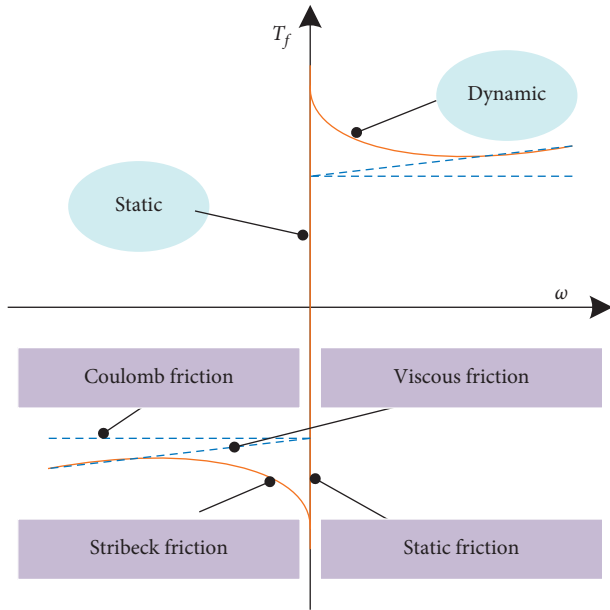 T_f
Dynamic
Static
ω
Coulomb friction
Viscous friction
Stribeck friction
Static friction